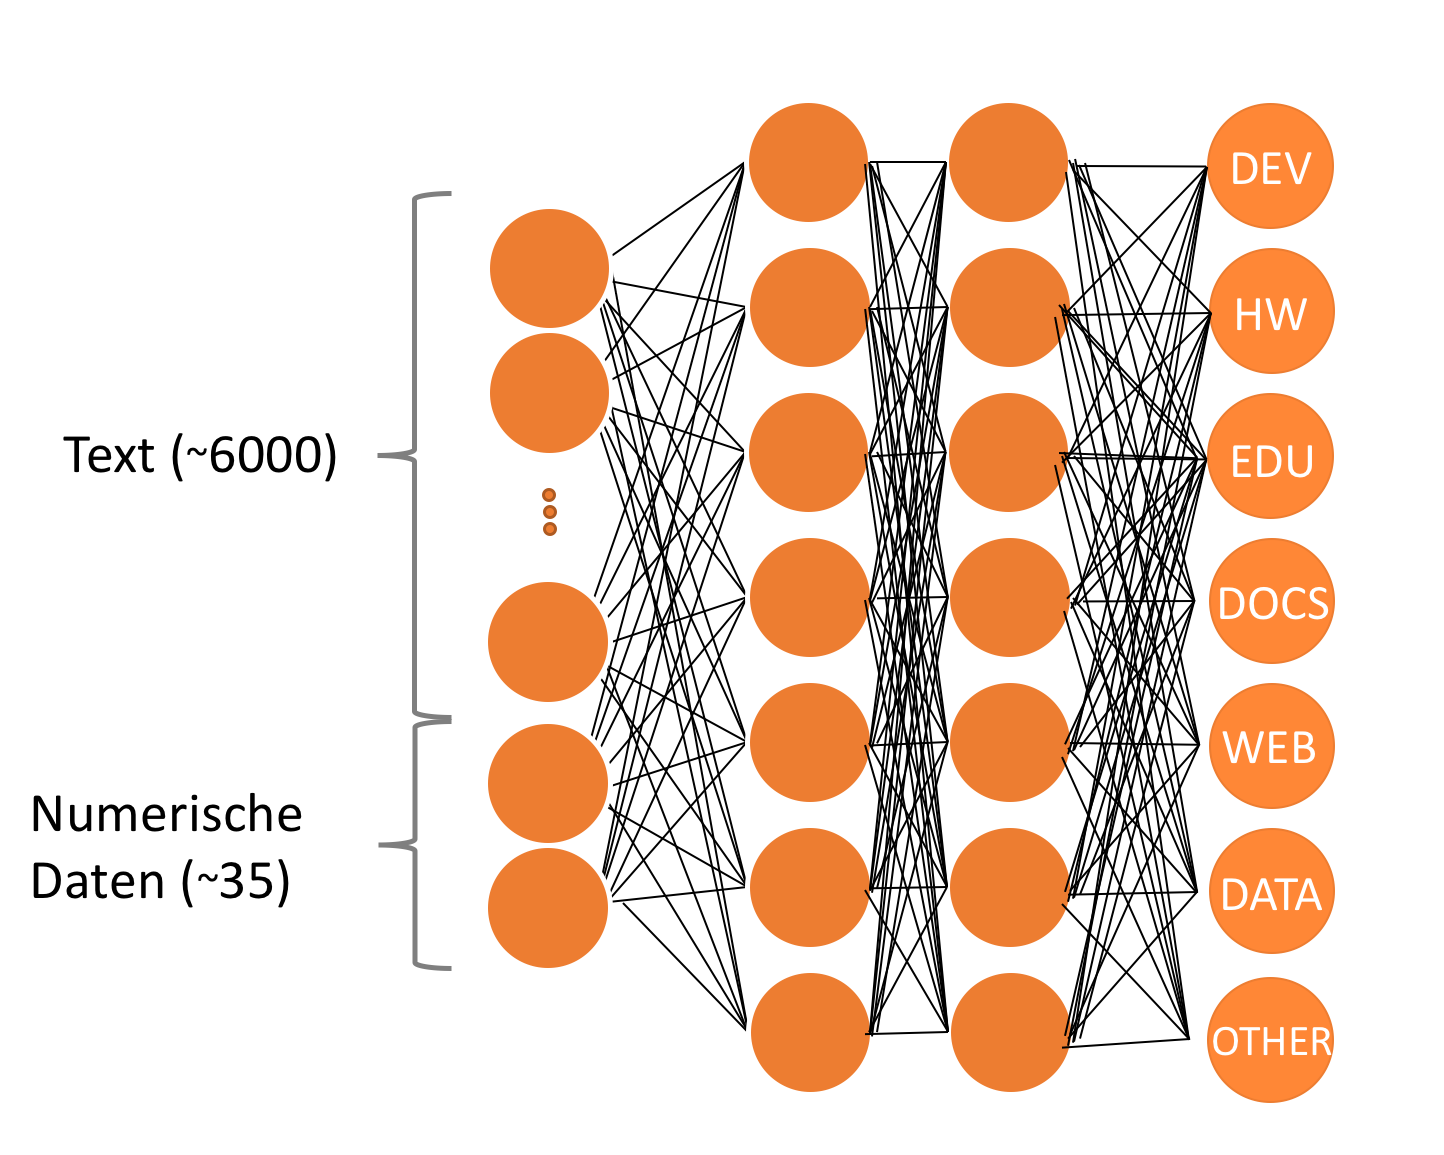 Text (~6000)
Numerische
Daten (~35)
DEV
HW
EDU
DOCS
WEB
DATA
OTHER